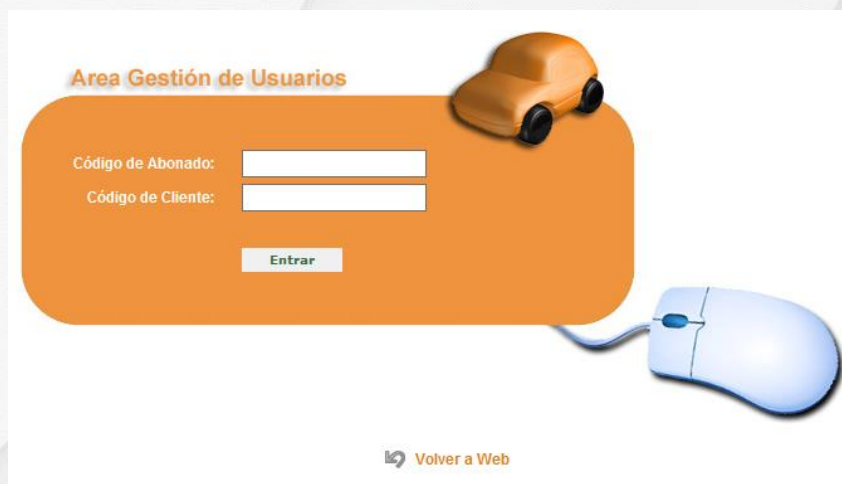 Area Gestión de Usuarios
Código de Abonado:
Código de Cliente:
Entrar
Volver a Web